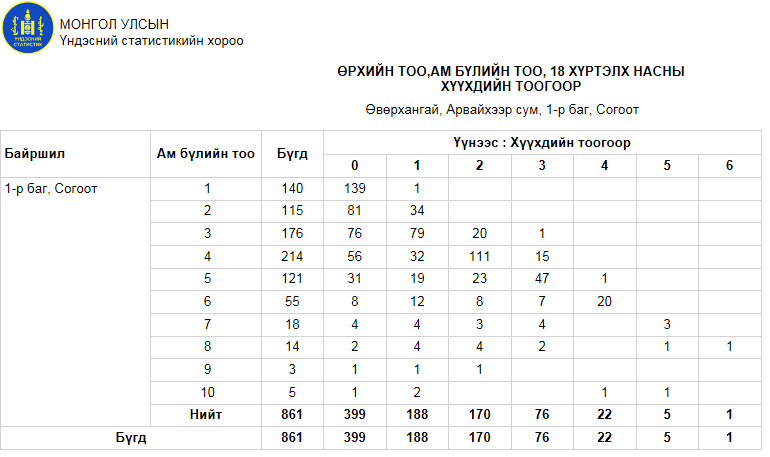 ҮНДЭСНИЙ
СТАТИСТИК
МОНГОЛ УЛСЫН
Үндэсний статистикийн хороо
ӨРХИЙН ТОО,АМ БҮЛИЙН ТОО, 18 ХҮРТЭЛХ НАСНЫ
ХҮҮХДИЙН ТООГООР
Өвөрхангай, Арвайхээр сум, 1-р баг, Согоот
Байршил Ам бүлийн тоо Бүгд Үүнээс : Хүүхдийн тоогоор
0 1 2 3 4 5 6
1-р баг, Согоот 1 140 139 1
2 115 81 34
3 176 76 79 20 1
4 214 56 32 111 15
5 121 31 19 23 47 1
6 55 8 12 8 7 20
7 18 4 4 3 4 3
8 14 2 4 4 2 1 1
9 3 1 1 1
10 5 1 2 1 1
Нийт 861 399 188 170 76 22 5 1
Бүгд 861 399 188 170 76 22 5 1